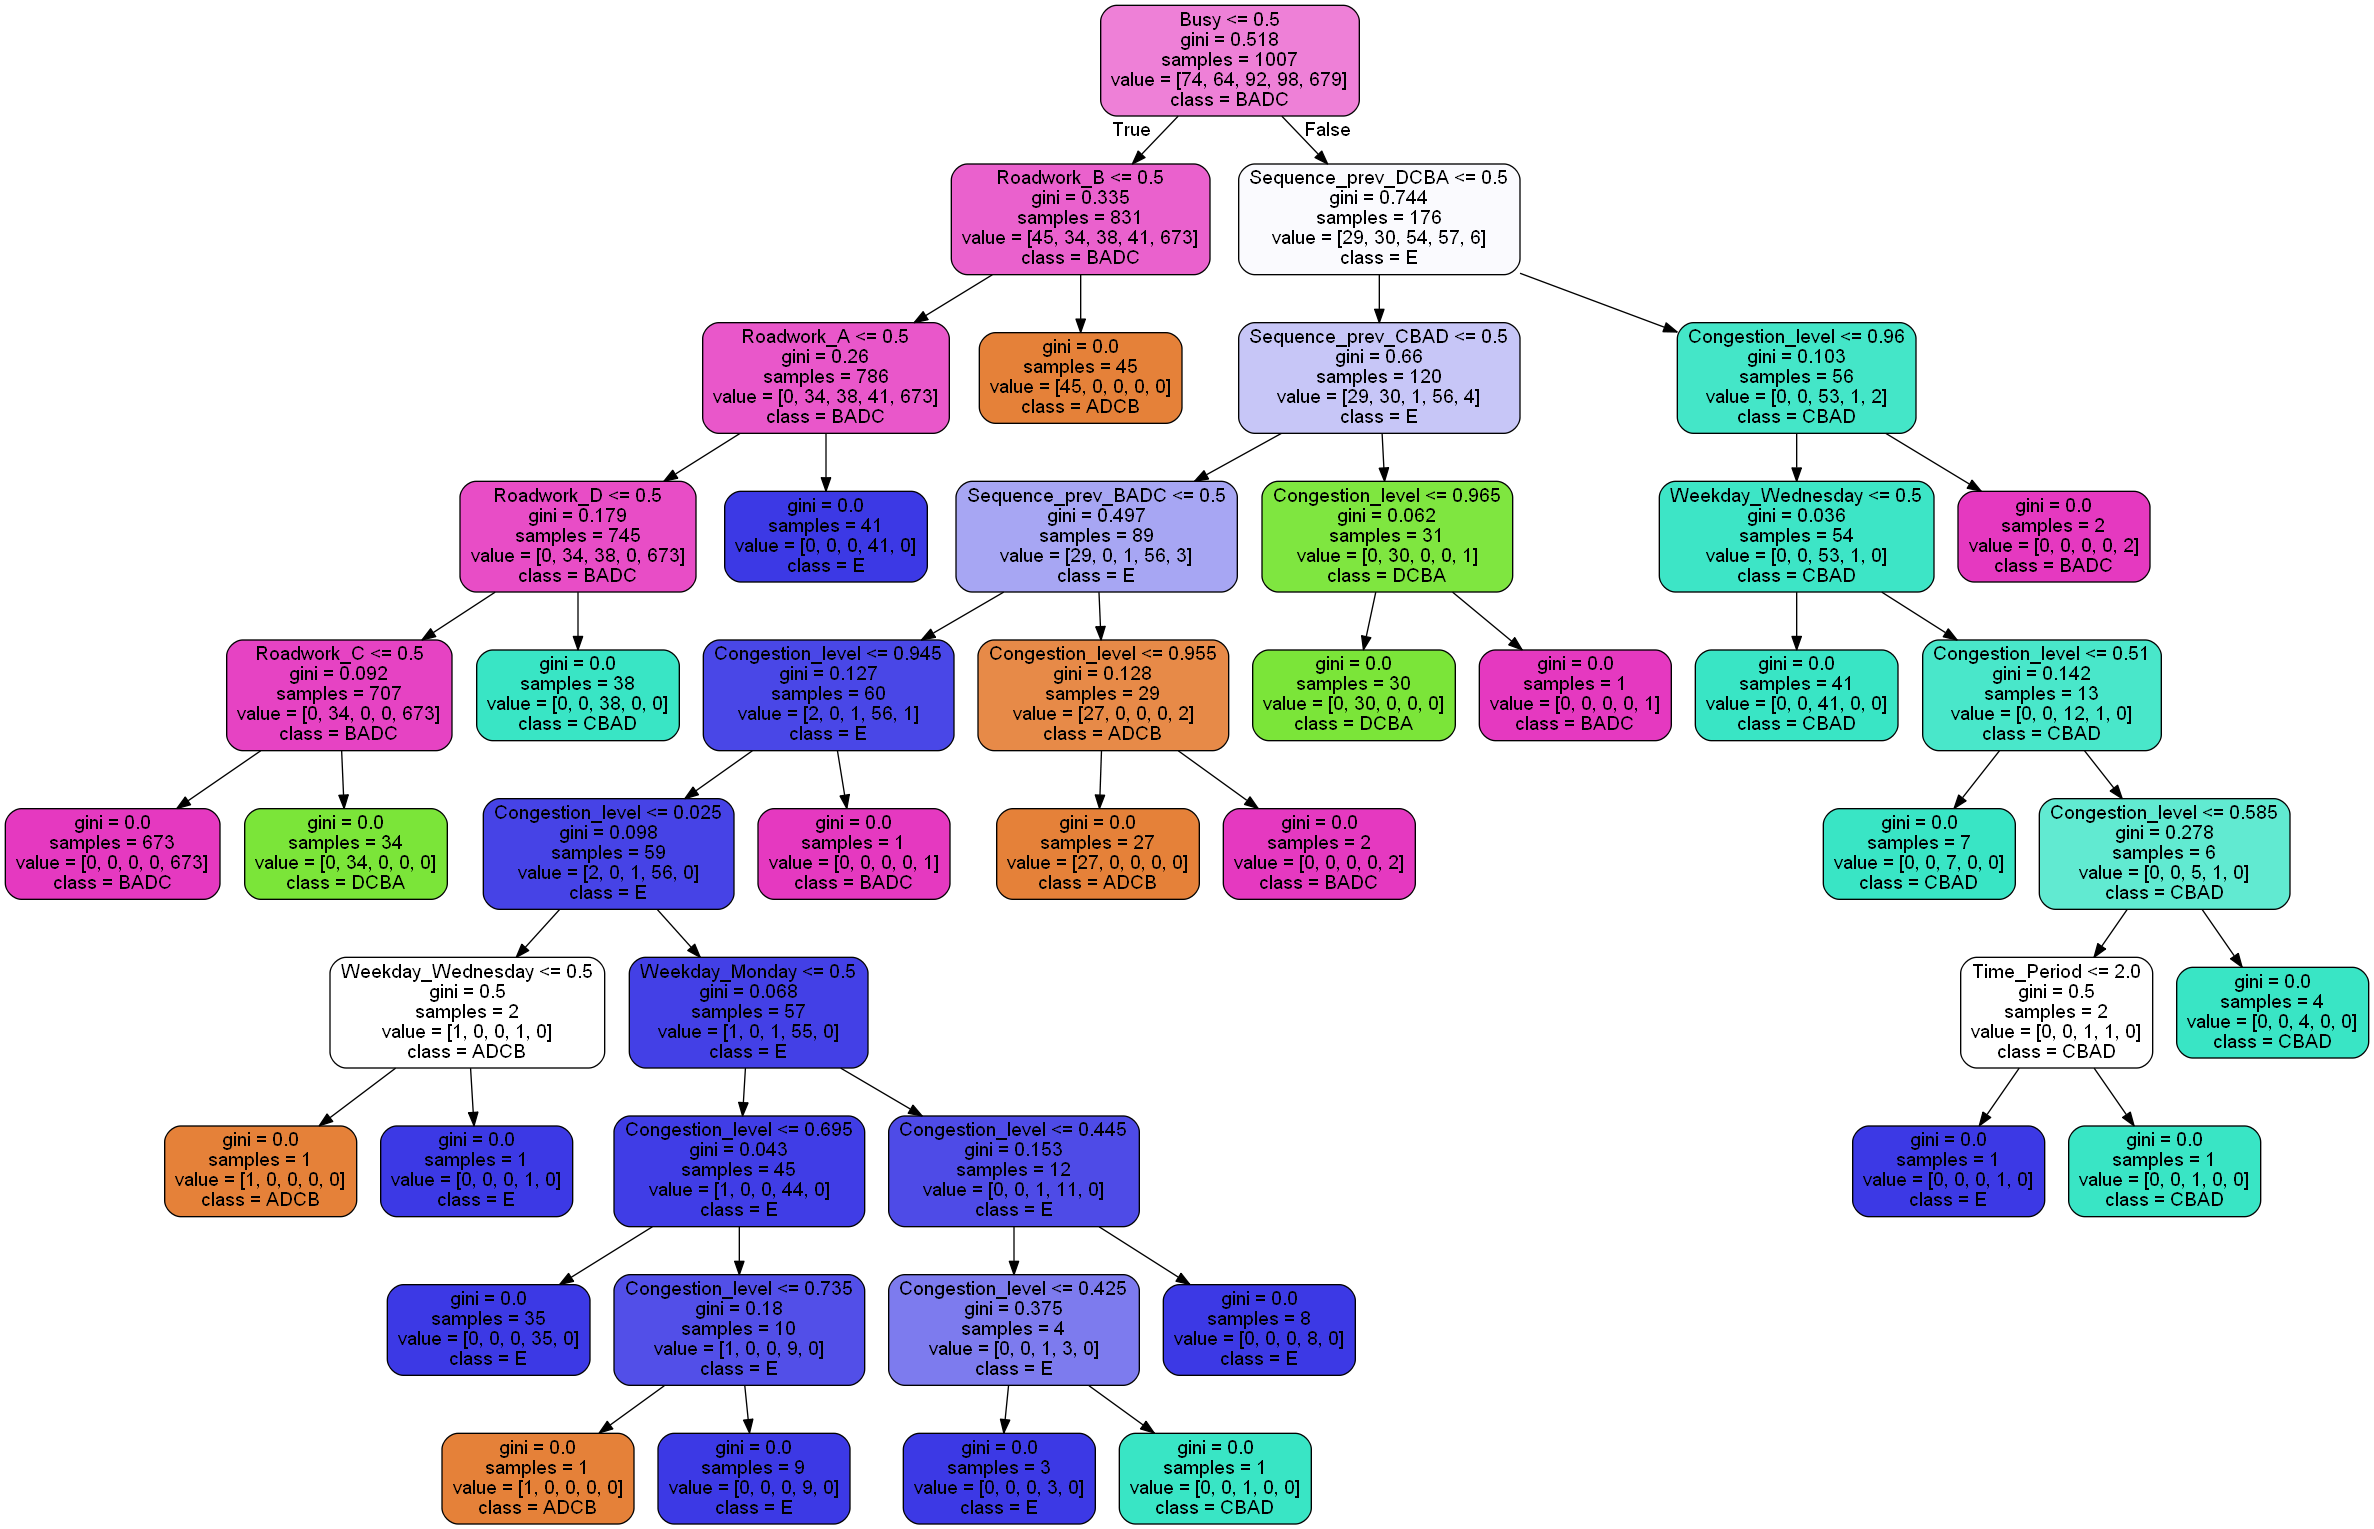 Busy <= 0.5
gini = 0.518
samples = 1007
value = [74, 64, 92, 98, 679]
class = BADC
True
False
Roadwork_B <= 0.5
gini = 0.335
samples = 831
value = [45, 34, 38, 41, 673]
class = BADC
Sequence_prev_DCBA <= 0.5
gini = 0.744
samples = 176
value = [29, 30, 54, 57, 6]
class = E
Roadwork_A <= 0.5
gini = 0.26
samples = 786
value = [0, 34, 38, 41, 673]
class = BADC
gini = 0.0
samples = 45
value = [45, 0, 0, 0, 0]
class = ADCB
Sequence_prev_CBAD <= 0.5
gini = 0.66
samples = 120
value = [29, 30, 1, 56, 4]
class = E
Congestion_level <= 0.96
gini = 0.103
samples = 56
value = [0, 0, 53, 1, 2]
class = CBAD
Roadwork_D <= 0.5
gini = 0.179
samples = 745
value = [0, 34, 38, 0, 673]
class = BADC
gini = 0.0
samples = 41
value = [0, 0, 0, 41, 0]
class = E
Sequence_prev_BADC <= 0.5
gini = 0.497
samples = 89
value = [29, 0, 1, 56, 3]
class = E
Congestion_level <= 0.965
gini = 0.062
samples = 31
value = [0, 30, 0, 0, 1]
class = DCBA
Weekday_Wednesday <= 0.5
gini = 0.036
samples = 54
value = [0, 0, 53, 1, 0]
class = CBAD
gini = 0.0
samples = 2
value = [0, 0, 0, 0, 2]
class = BADC
Roadwork_C <= 0.5
gini = 0.092
samples = 707
value = [0, 34, 0, 0, 673]
class = BADC
gini = 0.0
samples = 38
value = [0, 0, 38, 0, 0]
class = CBAD
Congestion_level <= 0.945
gini = 0.127
samples = 60
value = [2, 0, 1, 56, 1]
class = E
Congestion_level <= 0.955
gini = 0.128
samples = 29
value = [27, 0, 0, 0, 2]
class = ADCB
gini = 0.0
samples = 30
value = [0, 30, 0, 0, 0]
class = DCBA
gini = 0.0
samples = 1
value = [0, 0, 0, 0, 1]
class = BADC
gini = 0.0
samples = 41
value = [0, 0, 41, 0, 0]
class = CBAD
Congestion_level <= 0.51
gini = 0.142
samples = 13
value = [0, 0, 12, 1, 0]
class = CBAD
gini = 0.0
samples = 673
value = [0, 0, 0, 0, 673]
class = BADC
gini = 0.0
samples = 34
value = [0, 34, 0, 0, 0]
class = DCBA
Congestion_level <= 0.025
gini = 0.098
samples = 59
value = [2, 0, 1, 56, 0]
class = E
gini = 0.0
samples = 1
value = [0, 0, 0, 0, 1]
class = BADC
gini = 0.0
samples = 27
value = [27, 0, 0, 0, 0]
class = ADCB
gini = 0.0
samples = 2
value = [0, 0, 0, 0, 2]
class = BADC
gini = 0.0
samples = 7
value = [0, 0, 7, 0, 0]
class = CBAD
Congestion_level <= 0.585
gini = 0.278
samples = 6
value = [0, 0, 5, 1, 0]
class = CBAD
Weekday_Wednesday <= 0.5
gini = 0.5
samples = 2
value = [1, 0, 0, 1, 0]
class = ADCB
Weekday_Monday <= 0.5
gini = 0.068
samples = 57
value = [1, 0, 1, 55, 0]
class = E
Time_Period <= 2.0
gini = 0.5
samples = 2
value = [0, 0, 1, 1, 0]
class = CBAD
gini = 0.0
samples = 4
value = [0, 0, 4, 0, 0]
class = CBAD
gini = 0.0
samples = 1
value = [1, 0, 0, 0, 0]
class = ADCB
gini = 0.0
samples = 1
value = [0, 0, 0, 1, 0]
class = E
Congestion_level <= 0.695
gini = 0.043
samples = 45
value = [1, 0, 0, 44, 0]
class = E
Congestion_level <= 0.445
gini = 0.153
samples = 12
value = [0, 0, 1, 11, 0]
class = E
gini = 0.0
samples = 1
value = [0, 0, 0, 1, 0]
class = E
gini = 0.0
samples = 1
value = [0, 0, 1, 0, 0]
class = CBAD
gini = 0.0
samples = 35
value = [0, 0, 0, 35, 0]
class = E
Congestion_level <= 0.735
gini = 0.18
samples = 10
value = [1, 0, 0, 9, 0]
class = E
Congestion_level <= 0.425
gini = 0.375
samples = 4
value = [0, 0, 1, 3, 0]
class = E
gini = 0.0
samples = 8
value = [0, 0, 0, 8, 0]
class = E
gini = 0.0
samples = 1
value = [1, 0, 0, 0, 0]
class = ADCB
gini = 0.0
samples = 9
value = [0, 0, 0, 9, 0]
class = E
gini = 0.0
samples = 3
value = [0, 0, 0, 3, 0]
class = E
gini = 0.0
samples = 1
value = [0, 0, 1, 0, 0]
class = CBAD